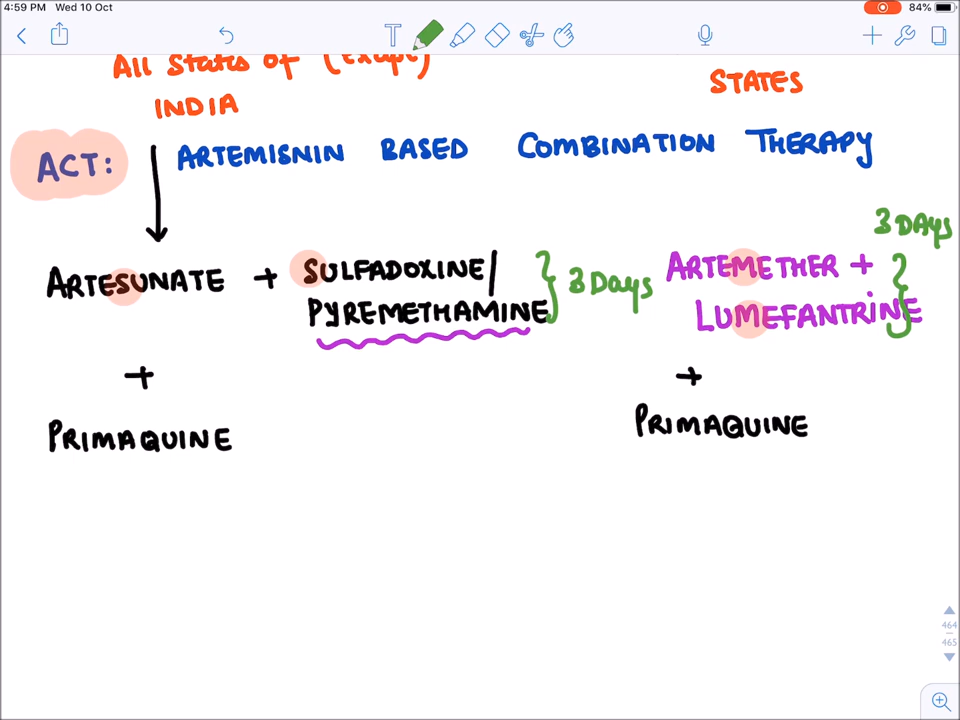 4:59 PM Wed 10 Oct
84%
T
All States of (Except)
INDIA
STATES
ACT: ARTEMISNIN BASED COMBINATION THERAPY
3 DAYS
ARTESUNATE + SULFADOXINE/
PYREMETHAMINE
3 Days
ARTEMETHER +
LUMEFANTRINE
+
PRIMAQUINE
+
PRIMAQUINE
464
465